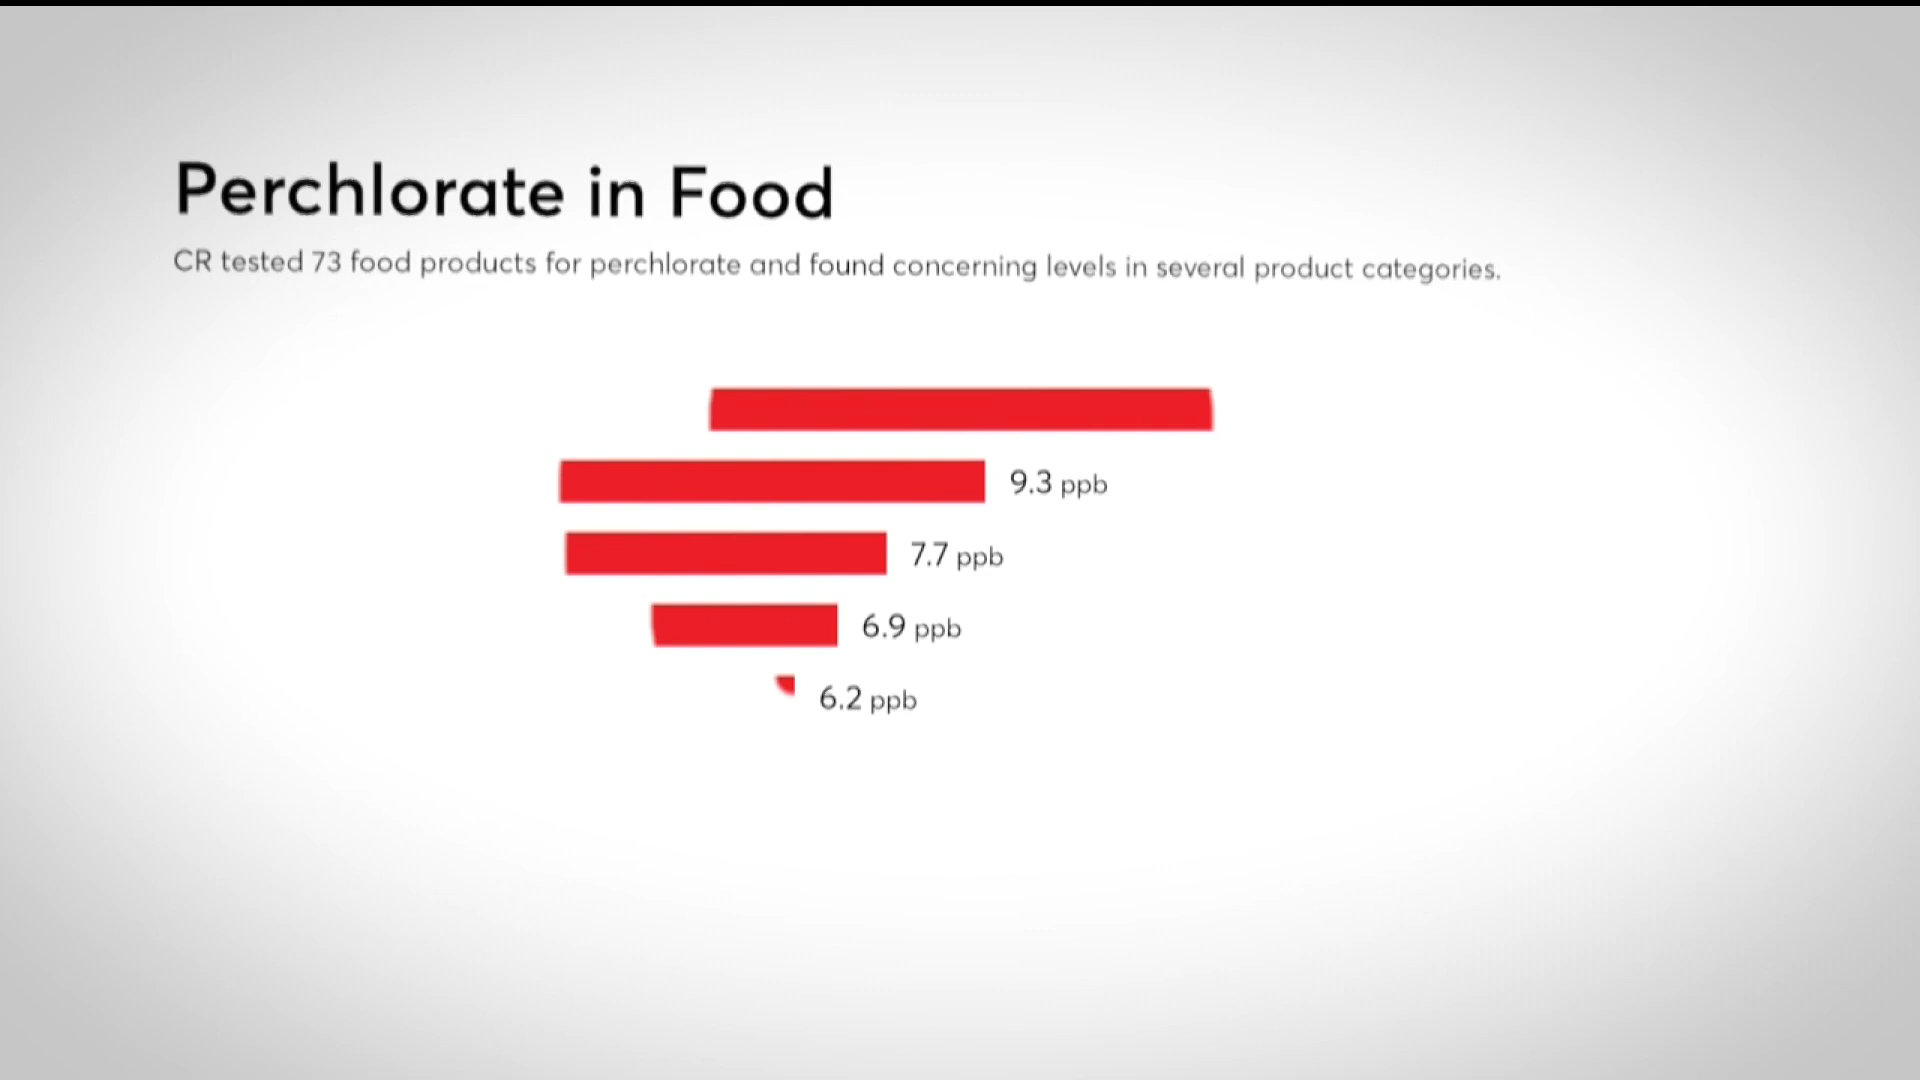 Perchlorate in Food
CR tested 73 food products for perchlorate and found concerning levels in several product categories.
9.3 ppb
7.7 ppb
6.9 ppb
6.2 ppb